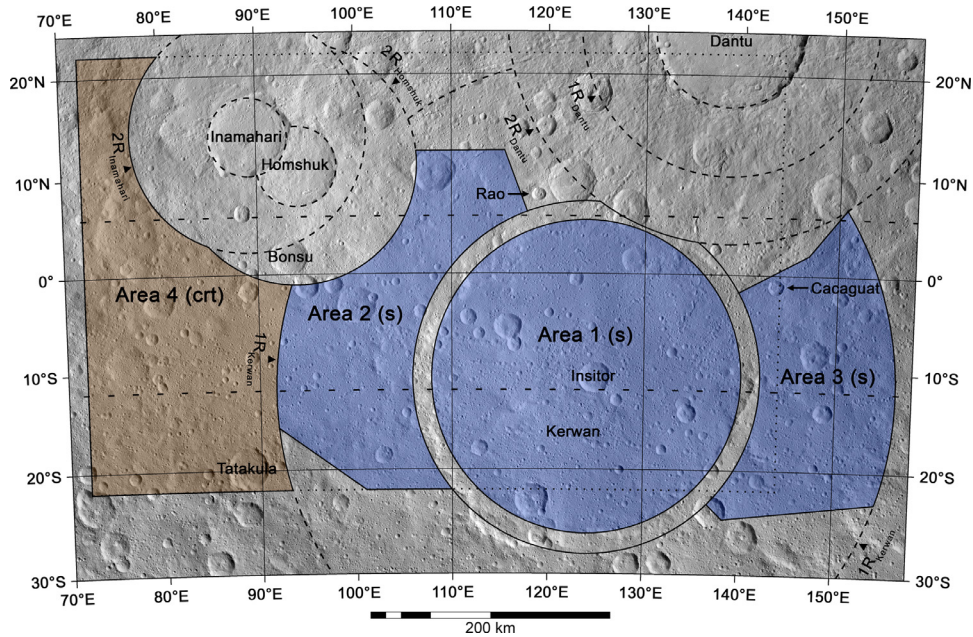 70°E 80°E 90°E 100°E 110°E 120°E 130°E 140°E 150°E
Dantu
2R Homshuk
20°N 20°N
1R Dantu
2R Dantu
Inamahari
2R Inamahari
Homshuk
10°N Rao 10°N
Bonsu
0° Cacaguat 0°
Area 4 (crt)
Area 2 (s)
Area 1 (s)
1R Kerwan
Insitor Area 3 (s)
10°S 10°S
Kerwan
Tatakula
20°S 20°S
1R Kerwan
30°S 30°S
70°E 80°E 90°E 100°E 110°E 120°E 130°E 140°E 150°E
200 km